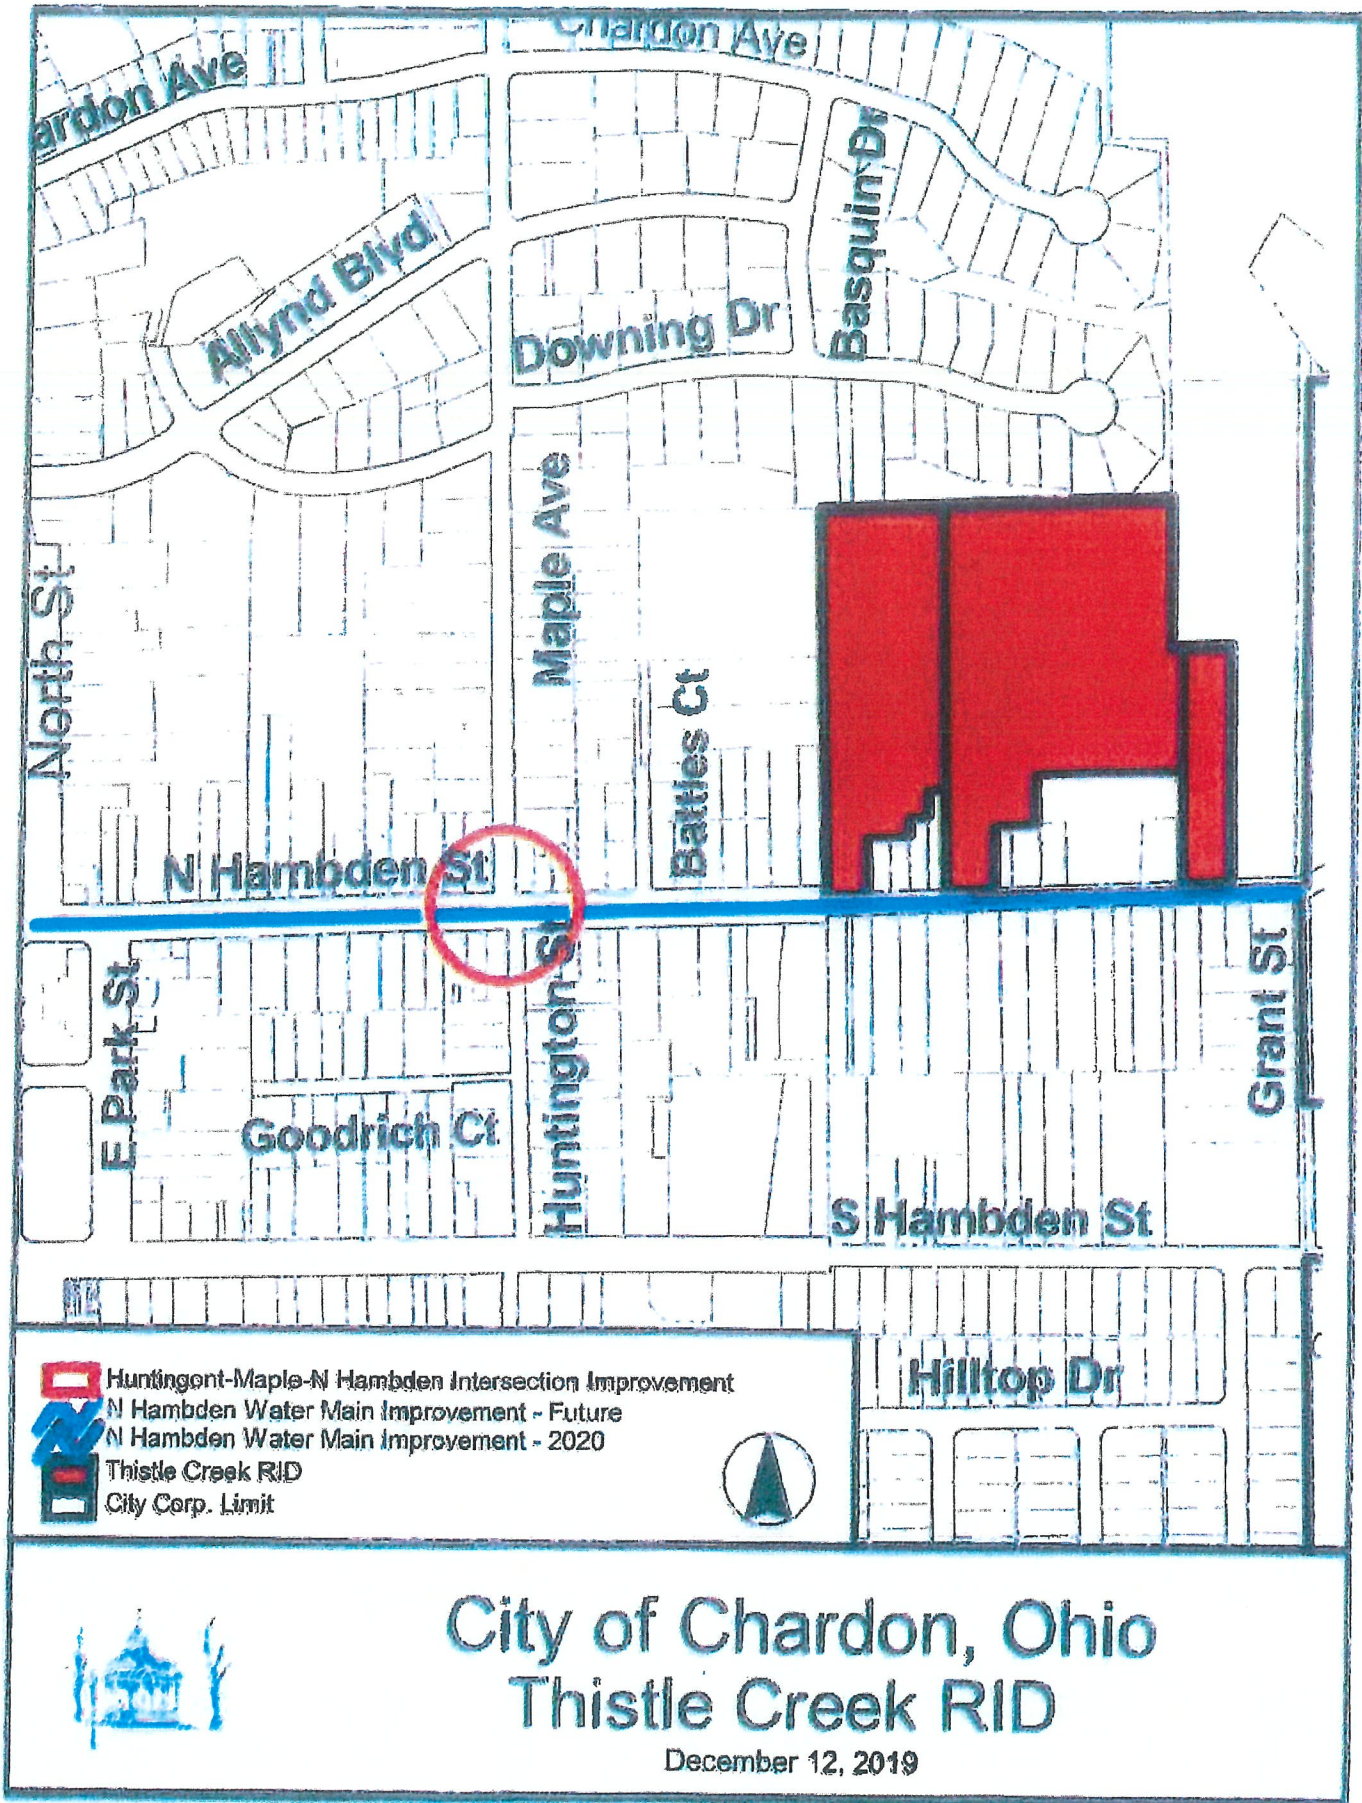 Chardon Ave
ardon Ave
Basquin Dr
Allynd Blvd
Downing Dr
Maple Ave
North St
Battles Ct
N Hambden St
Huntington St
E Park St
Grant St
Goodrich Ct
S Hambden St
Hilltop Dr
Huntingont-Maple-N Hambden Intersection Improvement
N Hambden Water Main Improvement - Future
N Hambden Water Main Improvement - 2020
Thistle Creek RID
City Corp. Limit
City of Chardon, Ohio
Thistle Creek RID
December 12, 2019